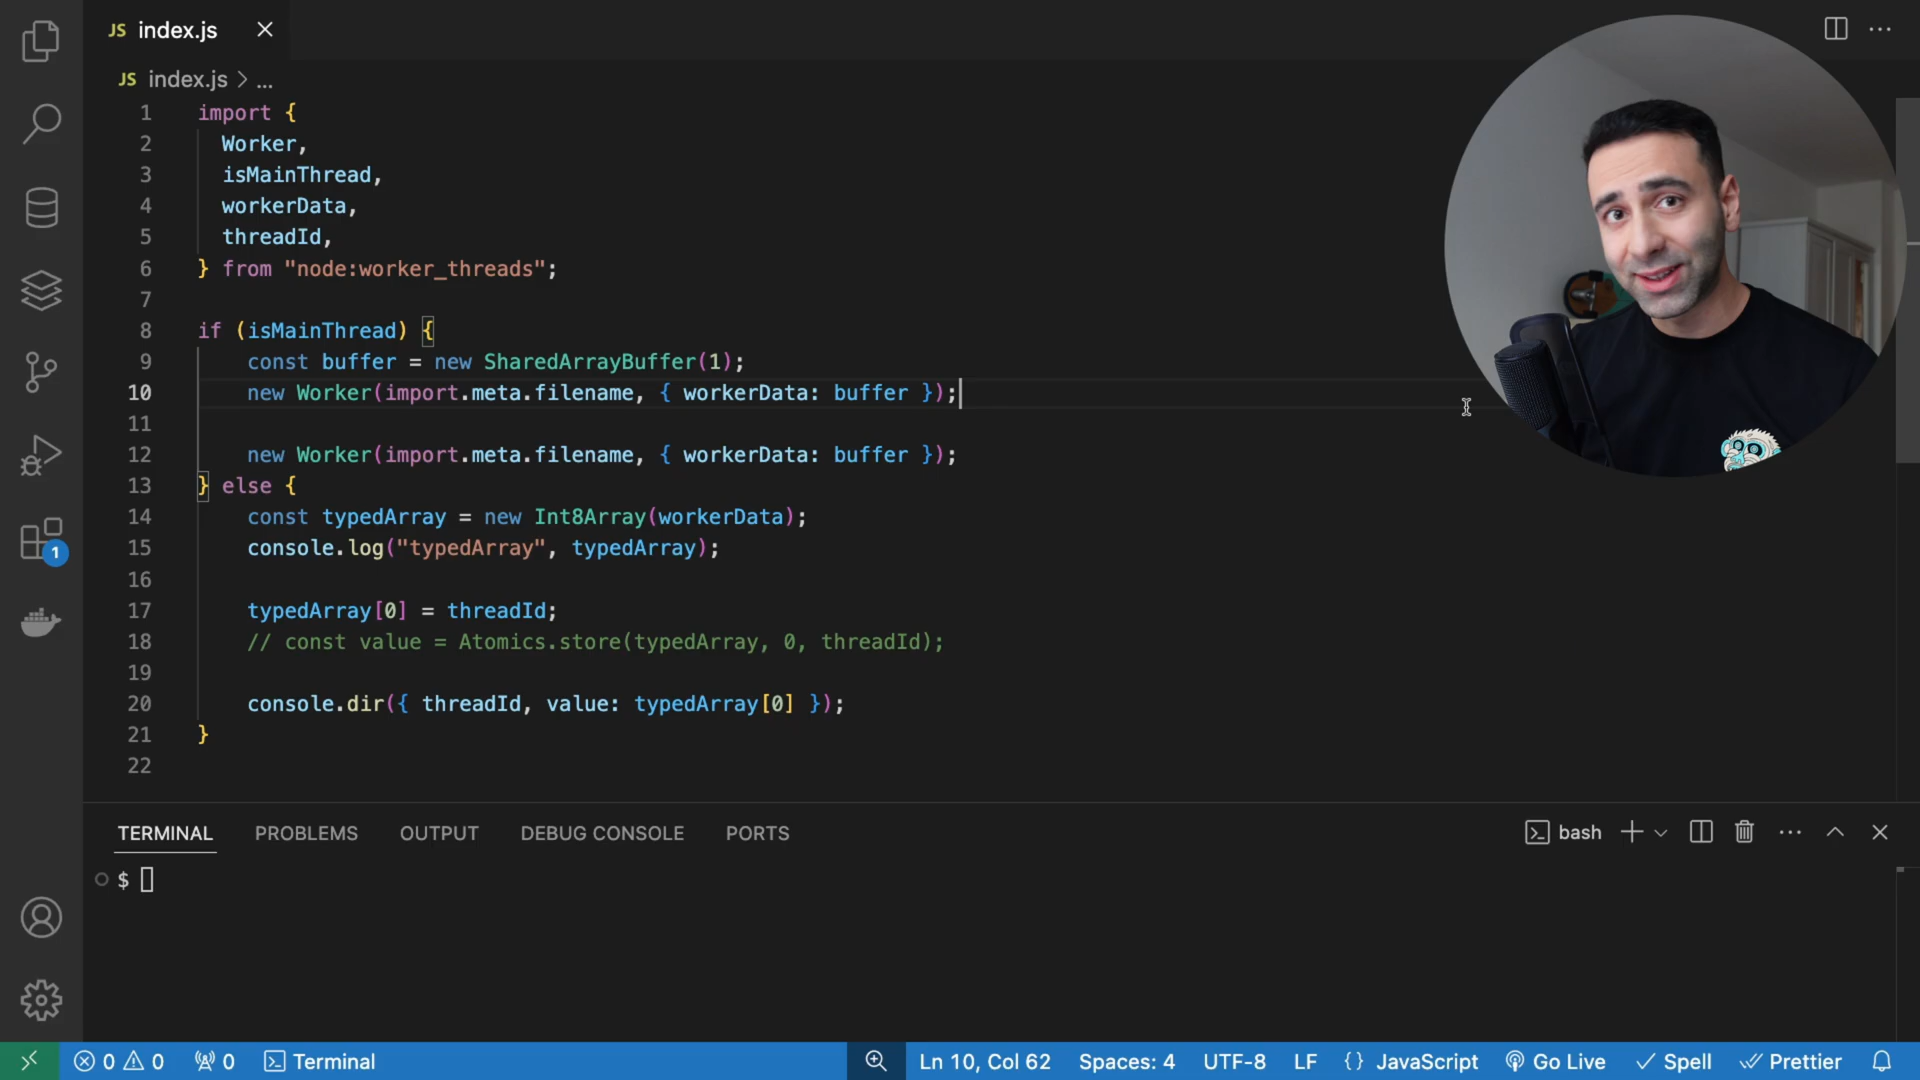 JS index.js
JS index.js > ...
1 import {
2 Worker,
3 isMainThread,
4 workerData,
5 threadId,
6 } from "node:worker_threads";
7
8 if (isMainThread) {
9 const buffer = new SharedArrayBuffer(1);
10 new Worker(import.meta.filename, { workerData: buffer });
11
12 new Worker(import.meta.filename, { workerData: buffer });
13 } else {
14 const typedArray = new Int8Array(workerData);
15 console.log("typedArray", typedArray);
16
17 typedArray[0] = threadId;
18 // const value = Atomics.store(typedArray, 0, threadId);
19
20 console.dir({ threadId, value: typedArray[0] });
21 }
22
1
TERMINAL PROBLEMS OUTPUT DEBUG CONSOLE PORTS bash
$
0 0 0 Terminal Ln 10, Col 62 Spaces: 4 UTF-8 LF {} JavaScript Go Live Spell Prettier